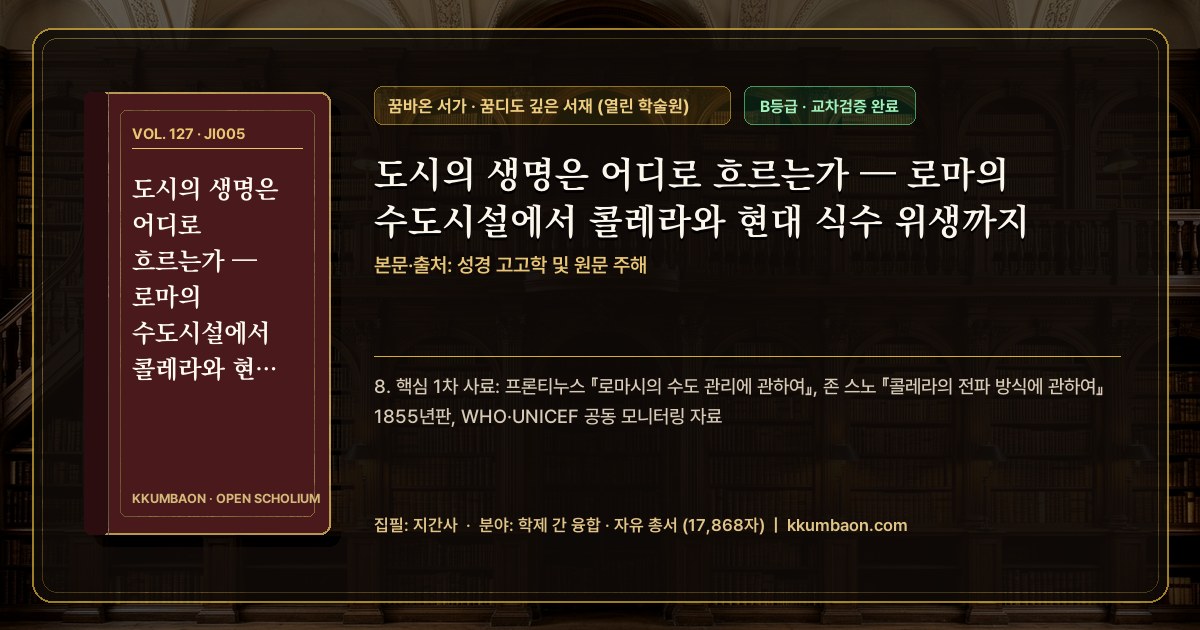 VOL. 127 · JI005
도시의 생명은
어디로
흐르는가 —
로마의
수도시설에서
콜레라와 현…
KKUMBAON · OPEN SCHOLIUM
꿈바온 서가 · 꿈디도 깊은 서재 (열린 학술원)
B등급 · 교차검증 완료
도시의 생명은 어디로 흐르는가 — 로마의
수도시설에서 콜레라와 현대 식수 위생까지
본문·출처: 성경 고고학 및 원문 주해
8. 핵심 1차 사료: 프론티누스 『로마시의 수도 관리에 관하여』, 존 스노 『콜레라의 전파 방식에 관하여』
1855년판, WHO·UNICEF 공동 모니터링 자료
집필: 지간사 · 분야: 학제 간 융합 · 자유 총서 (17,868자) | kkumbaon.com